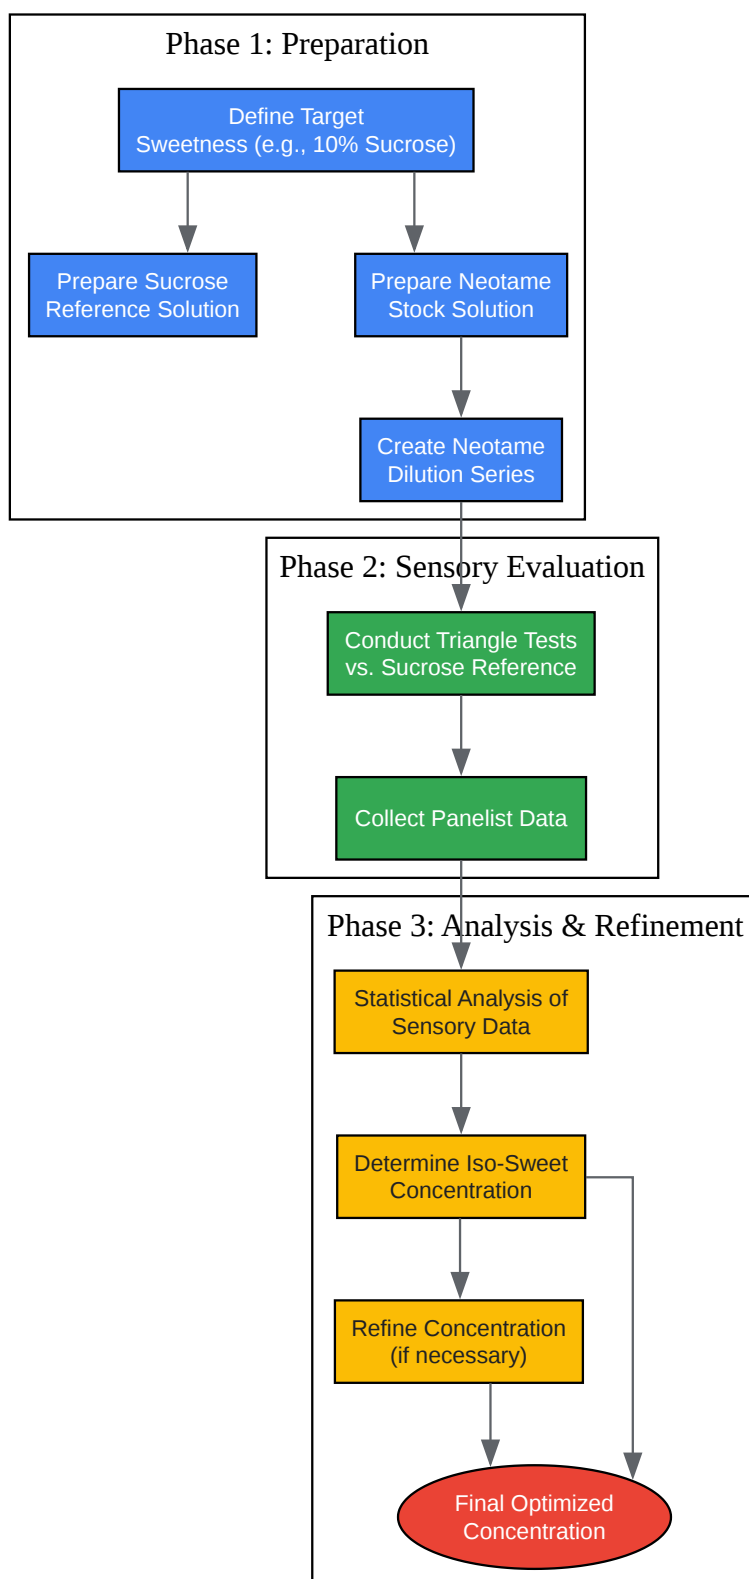 Phase 1: Preparation
Define Target
Sweetness (e.g., 10% Sucrose)
Prepare Sucrose
Reference Solution
Prepare Neotame
Stock Solution
Create Neotame
Dilution Series
Phase 2: Sensory Evaluation
Conduct Triangle Tests
vs. Sucrose Reference
Collect Panelist Data
Phase 3: Analysis & Refinement
Statistical Analysis of
Sensory Data
Determine Iso-Sweet
Concentration
Refine Concentration
(if necessary)
Final Optimized
Concentration